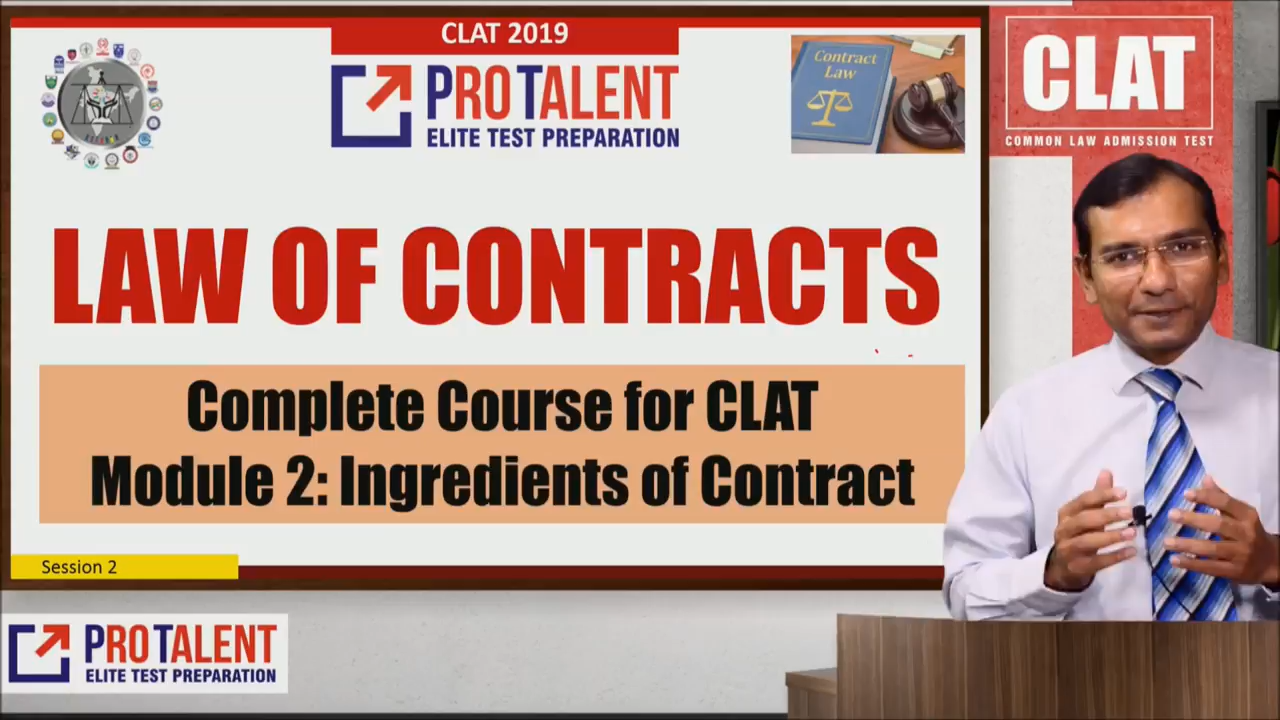 CLAT 2019
PROTALENT
ELITE TEST PREPARATION
Contract
Law
CLAT
COMMON LAW ADMISSION TEST
LAW OF CONTRACTS
Complete Course for CLAT
Module 2: Ingredients of Contract
Session 2
PROTALENT
ELITE TEST PREPARATION